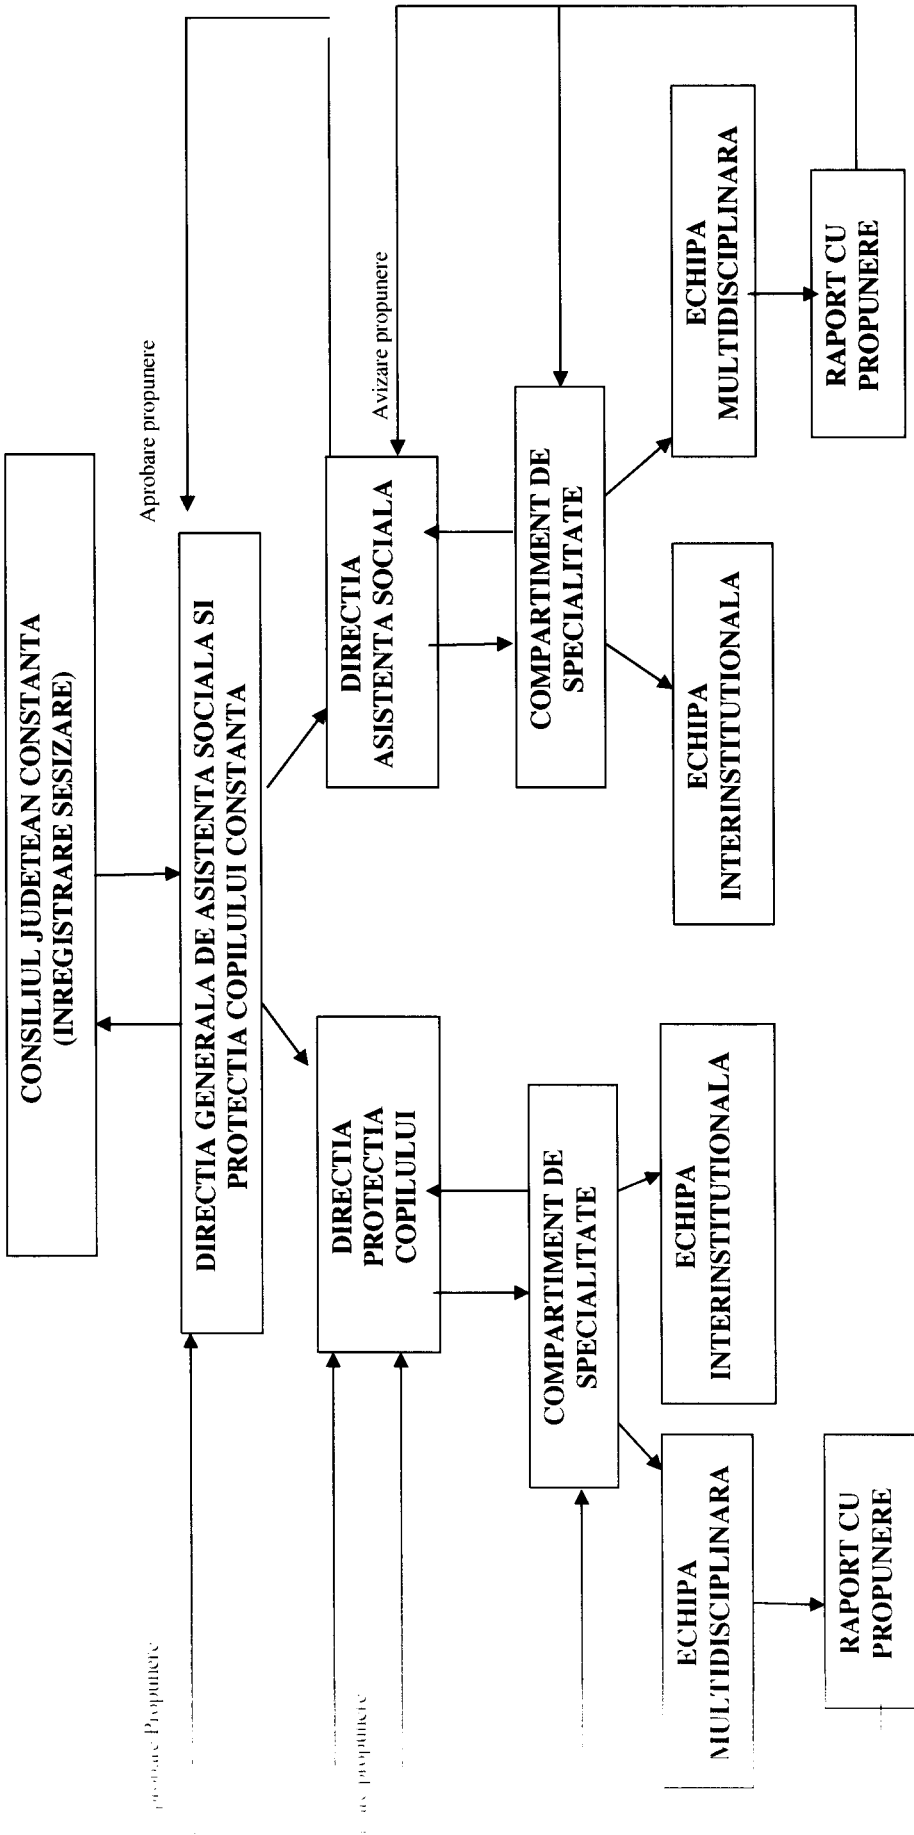 CONSILIUL JUDETEAN CONSTANTA
(INREGISTRARE SESIZARE)
Aprobare propunere
Propunere
DIRECTIA GENERALA DE ASISTENTA SOCIALA SI
PROTECTIA COPILULUI CONSTANTA
DIRECTIA
PROTECTIA
COPILULUI
DIRECTIA
ASISTENTA SOCIALA
Avizare propunere
propunere
COMPARTIMENT DE
SPECIALITATE
COMPARTIMENT DE
SPECIALITATE
ECHIPA
MULTIDISCIPLINARA
ECHIPA
INTERINSTITUTIONALA
ECHIPA
INTERINSTITUTIONALA
ECHIPA
MULTIDISCIPLINARA
RAPORT CU
PROPUNERE
RAPORT CU
PROPUNERE